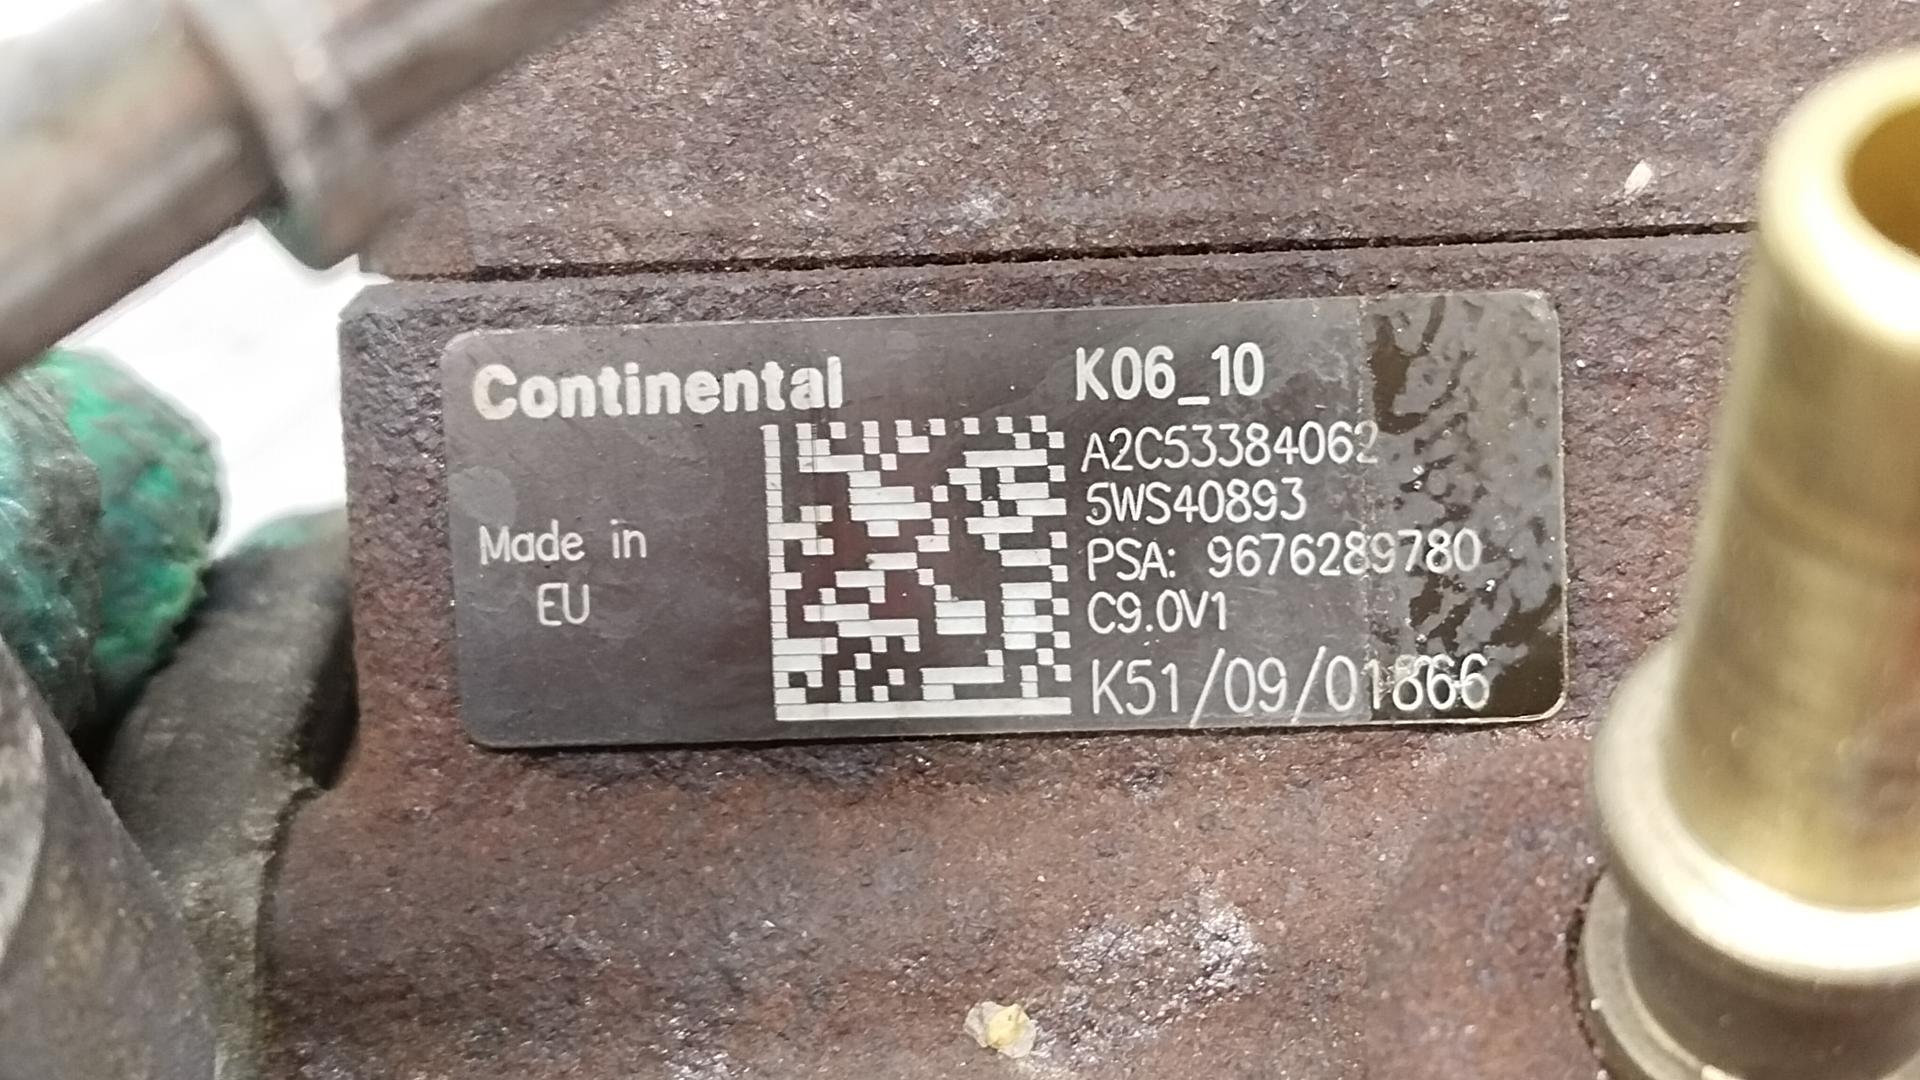 Continental
Made in
EU
K06_10
A2C53384062
5WS40893
PSA: 9676289780
C9.0V1
K51/09/01866